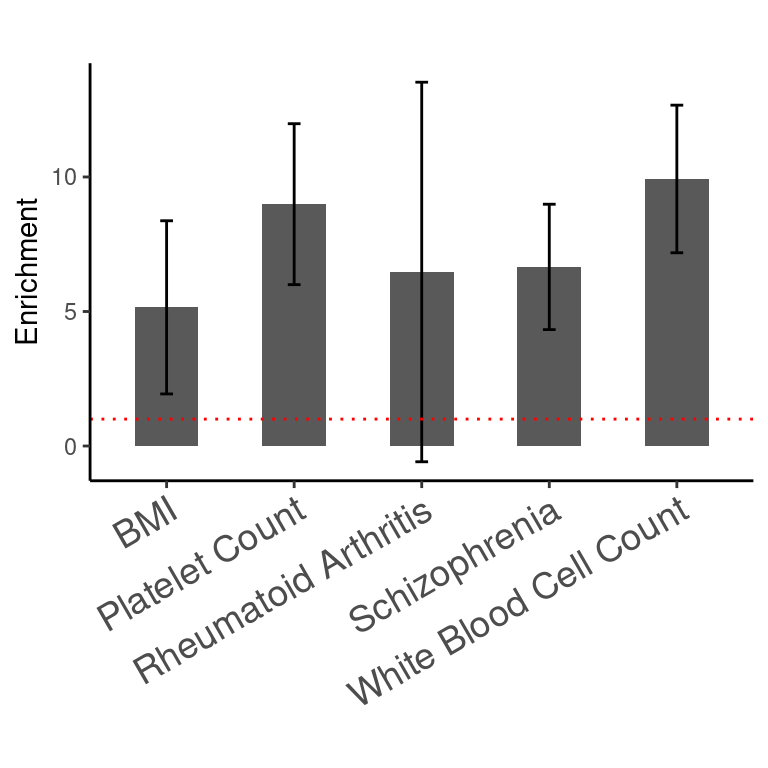 Enrichment
10
5
0
BMI
Platelet Count
Rheumatoid Arthritis
Schizophrenia
White Blood Cell Count